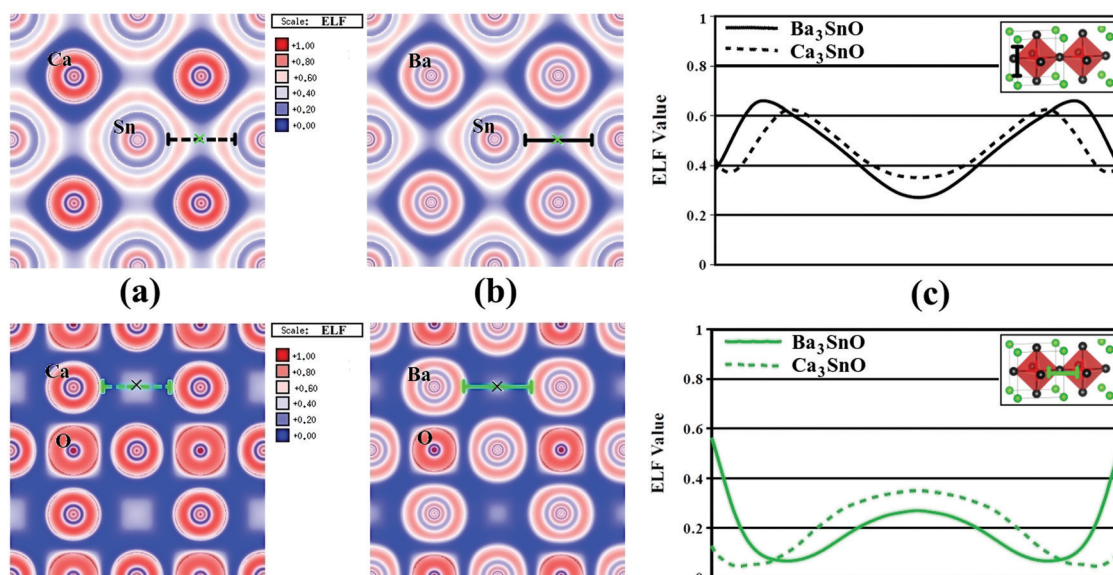 Scale: ELF
+1.00
+0.80
+0.60
+0.40
+0.20
+0.00
Ca
Sn
Ba
Sn
ELF Value
1
0.8
0.6
0.4
0.2
0
Ba₃SnO
Ca₃SnO
(a)
(b)
(c)
Scale: ELF
+1.00
+0.80
+0.60
+0.40
+0.20
+0.00
Ca
O
Ba
O
ELF Value
1
0.8
0.6
0.4
0.2
Ba₃SnO
Ca₃SnO